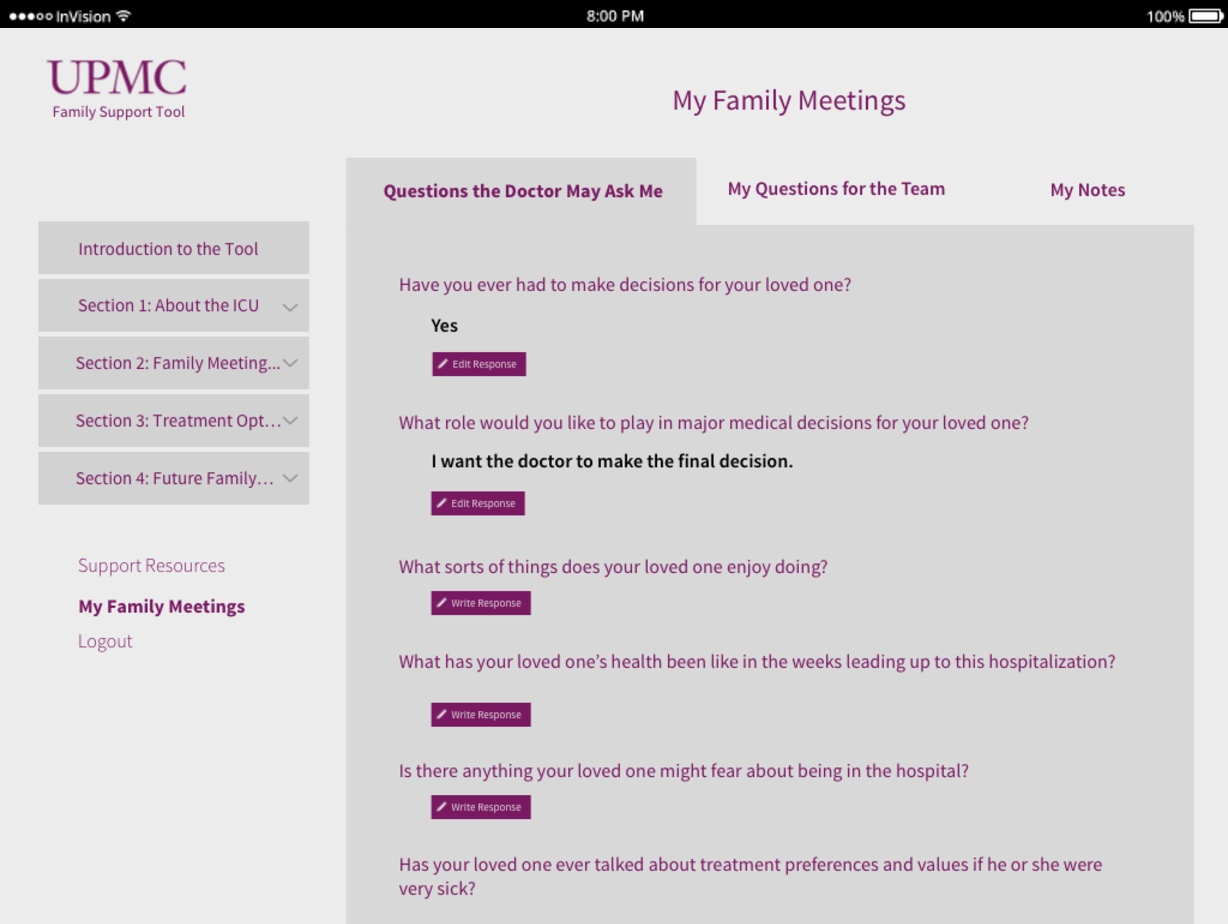 InVision
8:00 PM
100%
UPMC
Family Support Tool
My Family Meetings
Questions the Doctor May Ask Me
My Questions for the Team
My Notes
Introduction to the Tool
Section 1: About the ICU
Section 2: Family Meeting...
Section 3: Treatment Opt...
Section 4: Future Family...
Support Resources
My Family Meetings
Logout
Have you ever had to make decisions for your loved one?
Yes
Edit Response
What role would you like to play in major medical decisions for your loved one?
I want the doctor to make the final decision.
Edit Response
What sorts of things does your loved one enjoy doing?
Write Response
What has your loved one’s health been like in the weeks leading up to this hospitalization?
Write Response
Is there anything your loved one might fear about being in the hospital?
Write Response
Has your loved one ever talked about treatment preferences and values if he or she were
very sick?